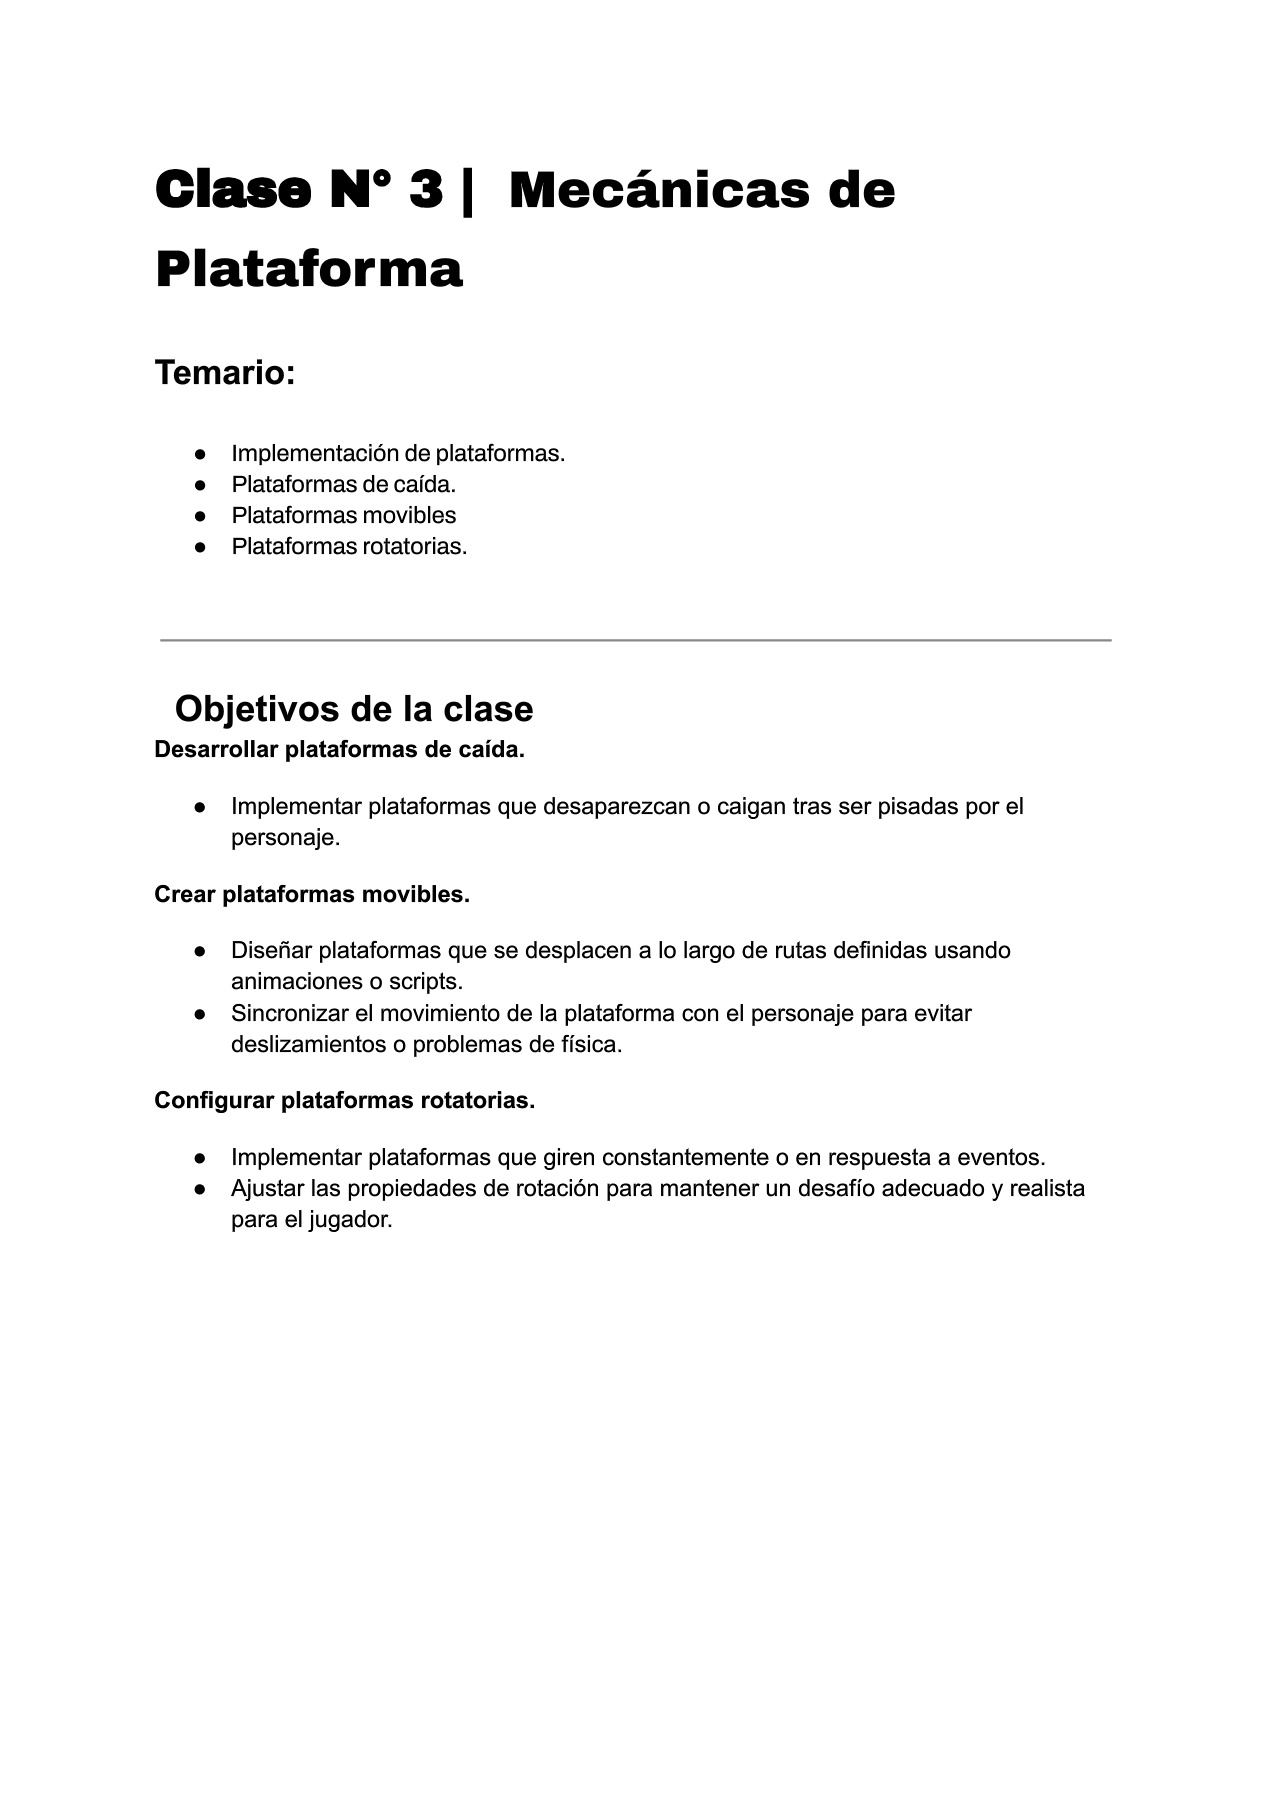 Clase N° 3 | Mecánicas de
Plataforma
Temario:
● Implementación de plataformas.
● Plataformas de caída.
● Plataformas movibles
● Plataformas rotatorias.
Objetivos de la clase
Desarrollar plataformas de caída.
● Implementar plataformas que desaparezcan o caigan tras ser pisadas por el
personaje.
Crear plataformas movibles.
● Diseñar plataformas que se desplacen a lo largo de rutas definidas usando
animaciones o scripts.
● Sincronizar el movimiento de la plataforma con el personaje para evitar
deslizamientos o problemas de física.
Configurar plataformas rotatorias.
● Implementar plataformas que giren constantemente o en respuesta a eventos.
● Ajustar las propiedades de rotación para mantener un desafío adecuado y realista
para el jugador.